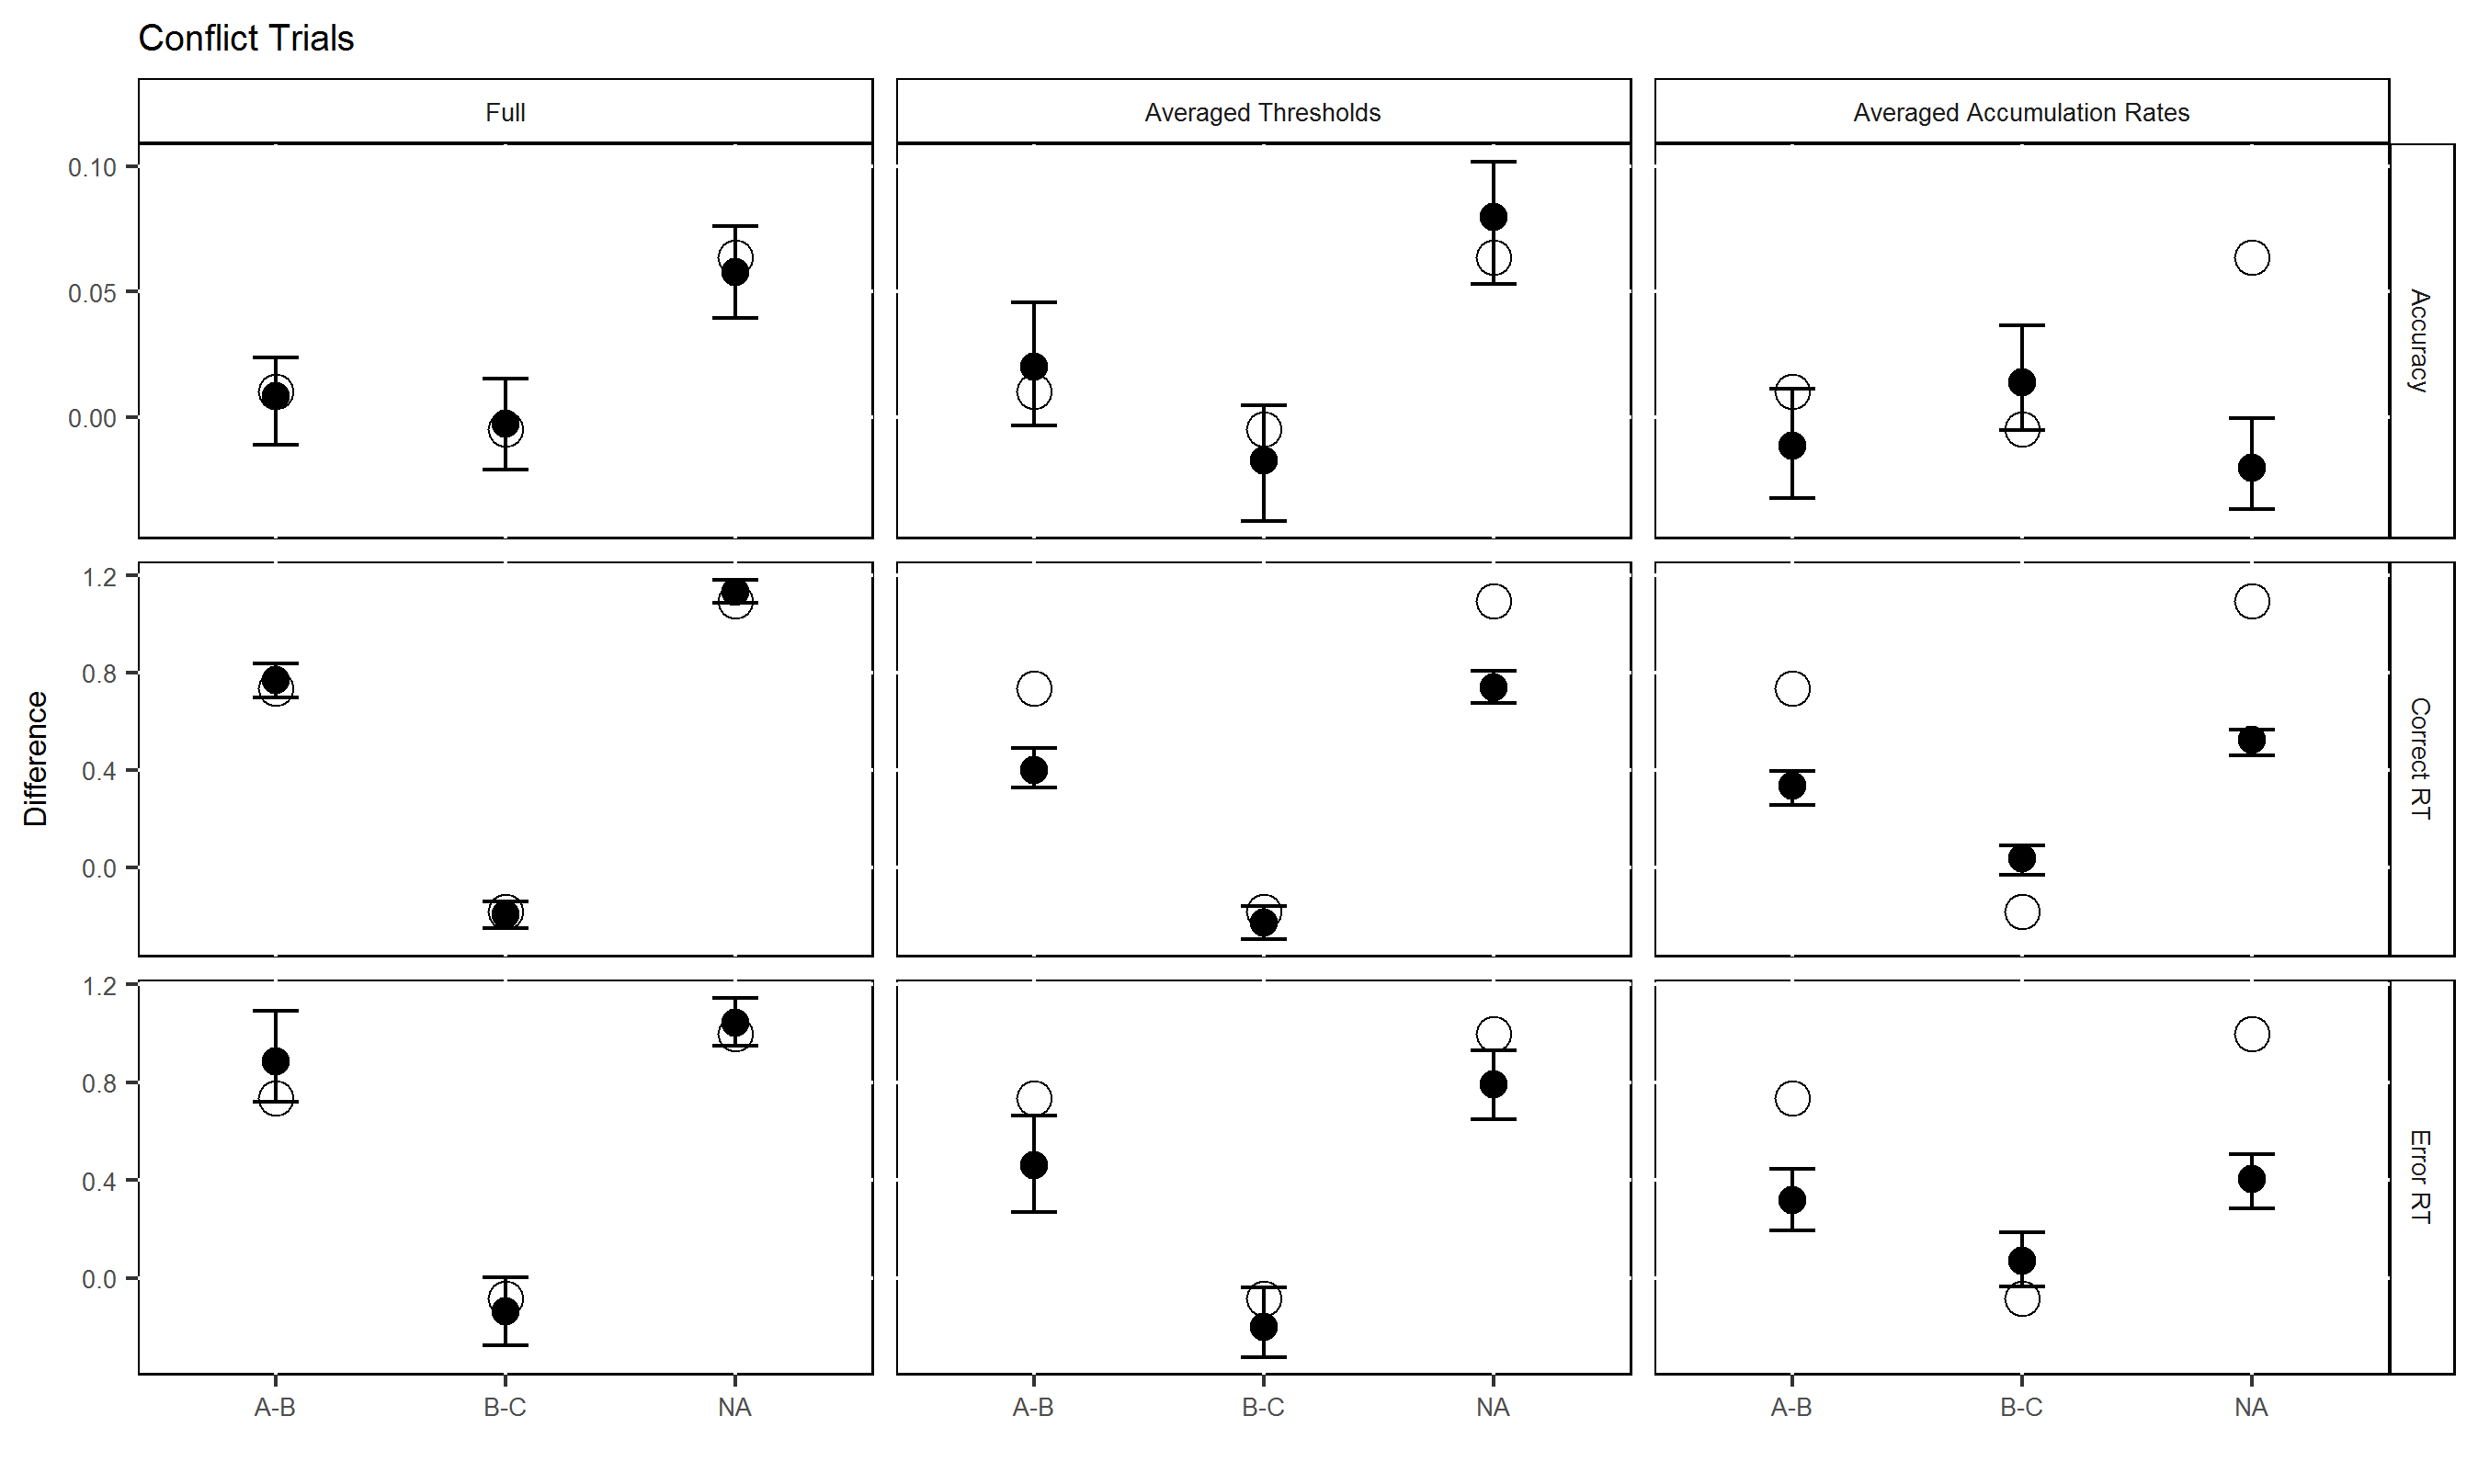 Conflict Trials
Full
Averaged Thresholds
Averaged Accumulation Rates
0.10
0.05
0.00
Accuracy
1.2
0.8
0.4
0.0
Correct RT
Difference
1.2
0.8
0.4
0.0
Error RT
A-B
B-C
NA
A-B
B-C
NA
A-B
B-C
NA